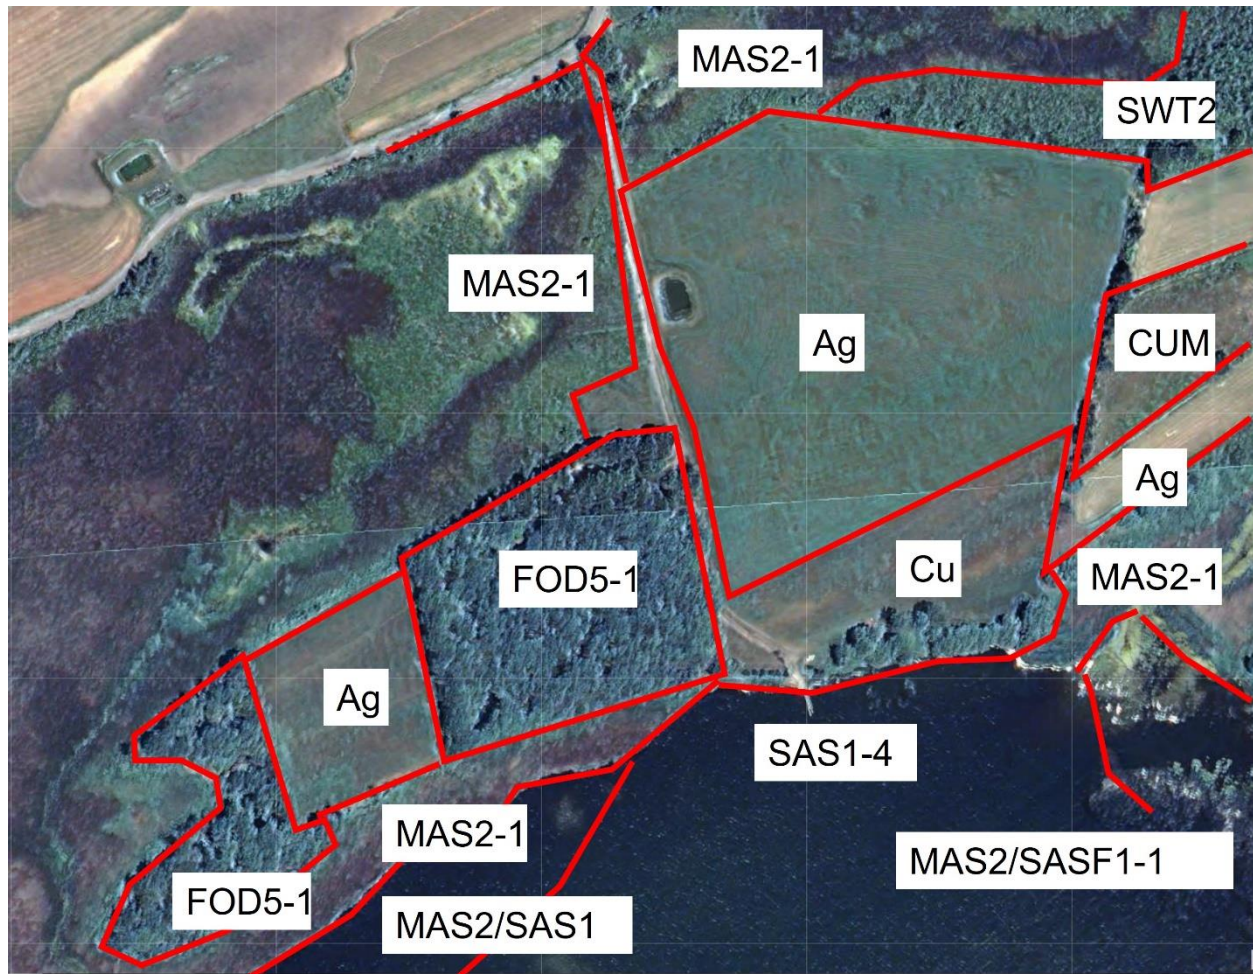 MAS2-1
SWT2
MAS2-1
Ag
CUM
Ag
FOD5-1
Cu
MAS2-1
Ag
SAS1-4
MAS2-1
MAS2/SASF1-1
FOD5-1
MAS2/SAS1